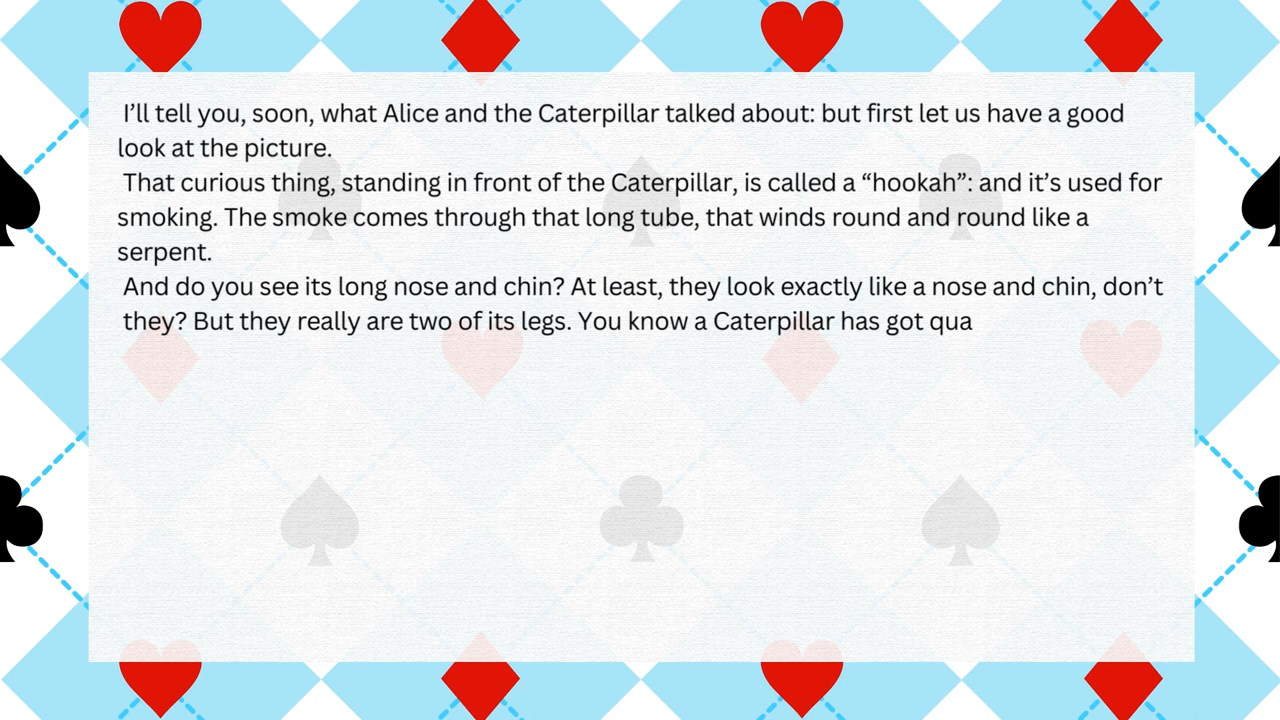 I’ll tell you, soon, what Alice and the Caterpillar talked about: but first let us have a good
look at the picture.
That curious thing, standing in front of the Caterpillar, is called a “hookah”: and it’s used for
smoking. The smoke comes through that long tube, that winds round and round like a
serpent.
And do you see its long nose and chin? At least, they look exactly like a nose and chin, don’t
they? But they really are two of its legs. You know a Caterpillar has got qua